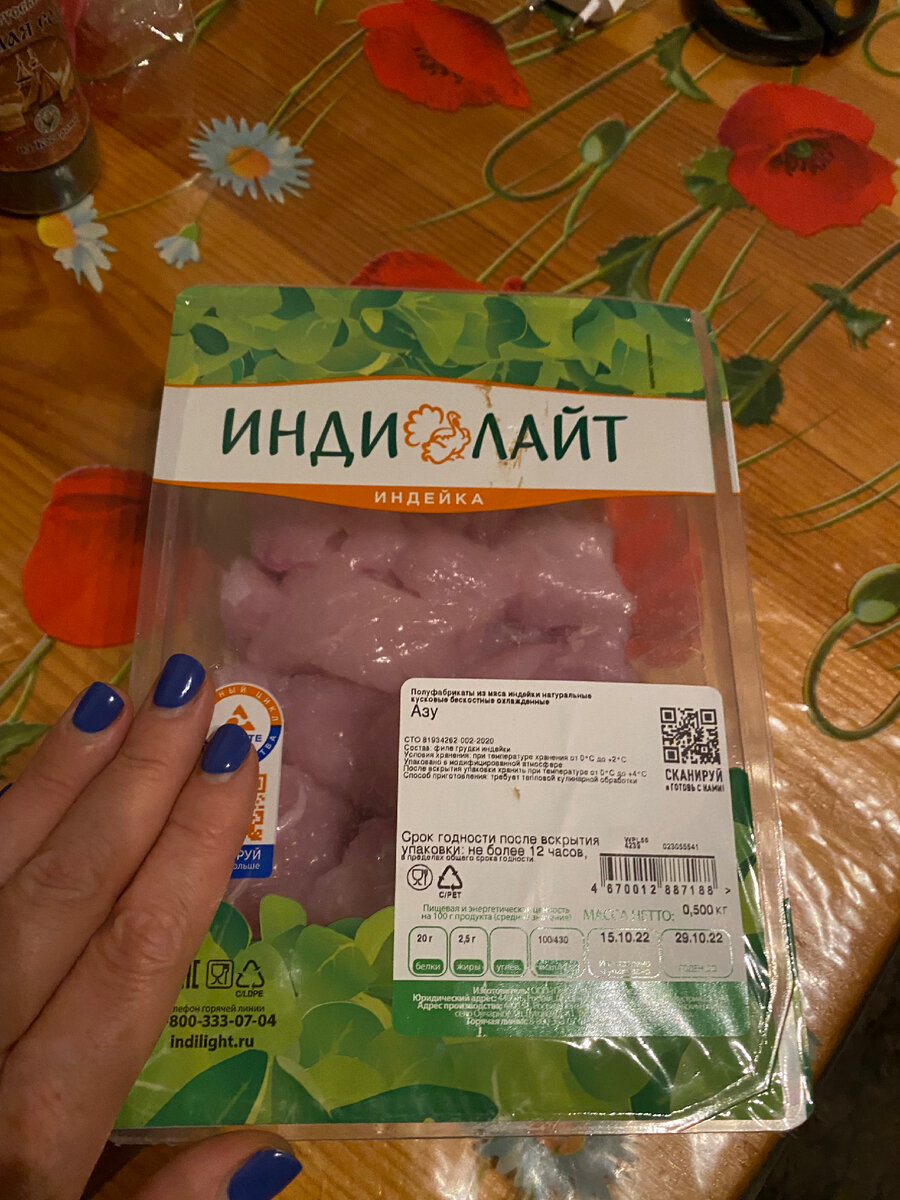 ИНДИ ЛАЙТ
ИНДЕЙКА
Полуфабрикаты из мяса индейки натуральные
кусковые бескостные охлажденные
Азу
СТО 81934262-002-2020
Состав: филе грудки индейки
Условия хранения: при температуре хранения от 0°С до +2°С
Упаковано в модифицированной атмосфере
После вскрытия упаковки хранить при температуре от 0°С до +4°С
Способ приготовления: требует тепловой кулинарной обработки
СКАНИРУЙ
и ГОТОВЬ С НАМИ!
Срок годности после вскрытия
упаковки: не более 12 часов,
в пределах общего срока годности
023055541
4 670012 887188 >
C/PET
Пищевая и энергетическая ценность
на 100 г продукта (средние значения)
МАССА НЕТТО: 0,500 кг
20 г 2,5 г 100/430 15.10.22 29.10.22
белки жиры углев.
ГОДЕН ДО
Изготовитель:
Юридический адрес:
Адрес производства:
Горячая линия:
C/LDPE
телефон горячей линии
800-333-07-04
indilight.ru